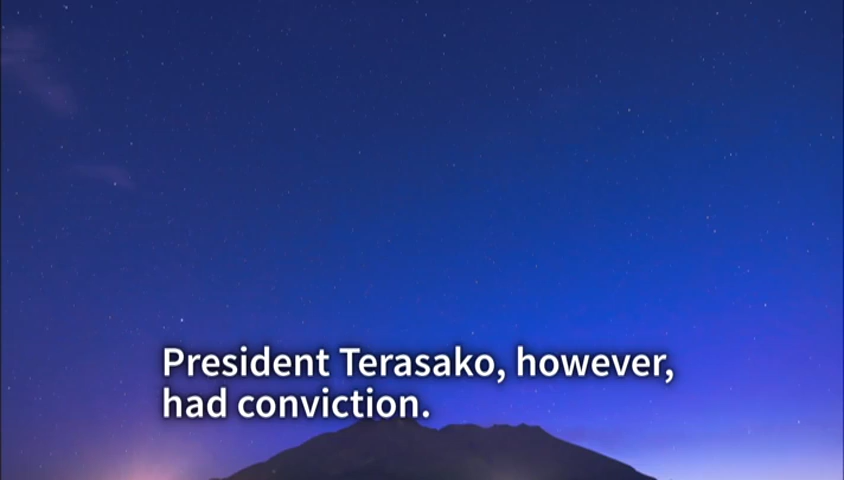 President Terasako, however,
had conviction.